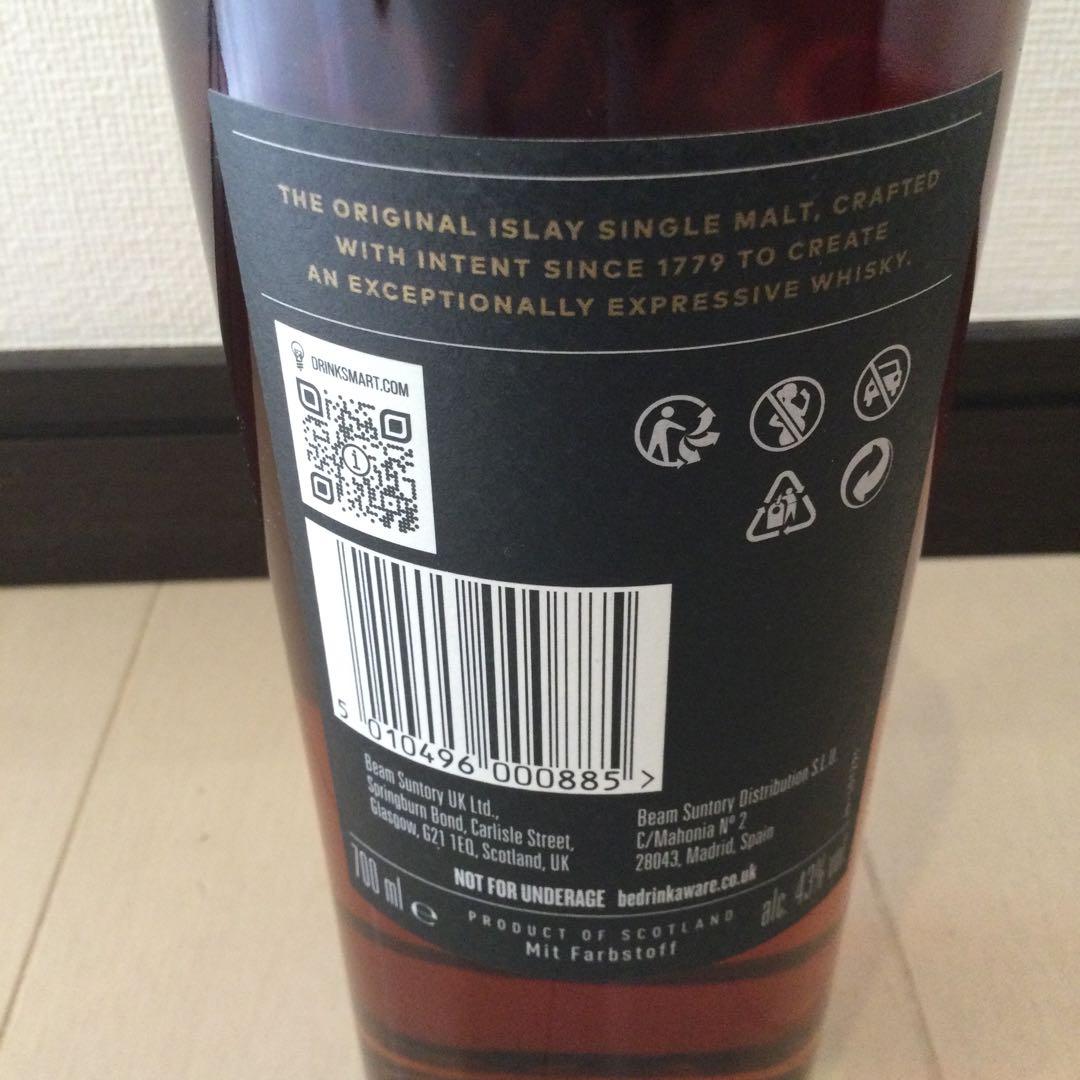 THE ORIGINAL ISLAY SINGLE MALT, CRAFTED
WITH INTENT SINCE 1779 TO CREATE
AN EXCEPTIONALLY EXPRESSIVE WHISKY.
DRINKSMART.COM
1
5 010496 000885 >
Beam Suntory UK Ltd.,
Springburn Bond, Carlisle Street,
Glasgow, G21 1EQ, Scotland, UK
Beam Suntory Distribution S.L.U.
C/Mahonia Nº 2
28043, Madrid, Spain
NOT FOR UNDERAGE bedrinkaware.co.uk
700 ml e
PRODUCT OF SCOTLAND
alc. 43%
Mit Farbstoff